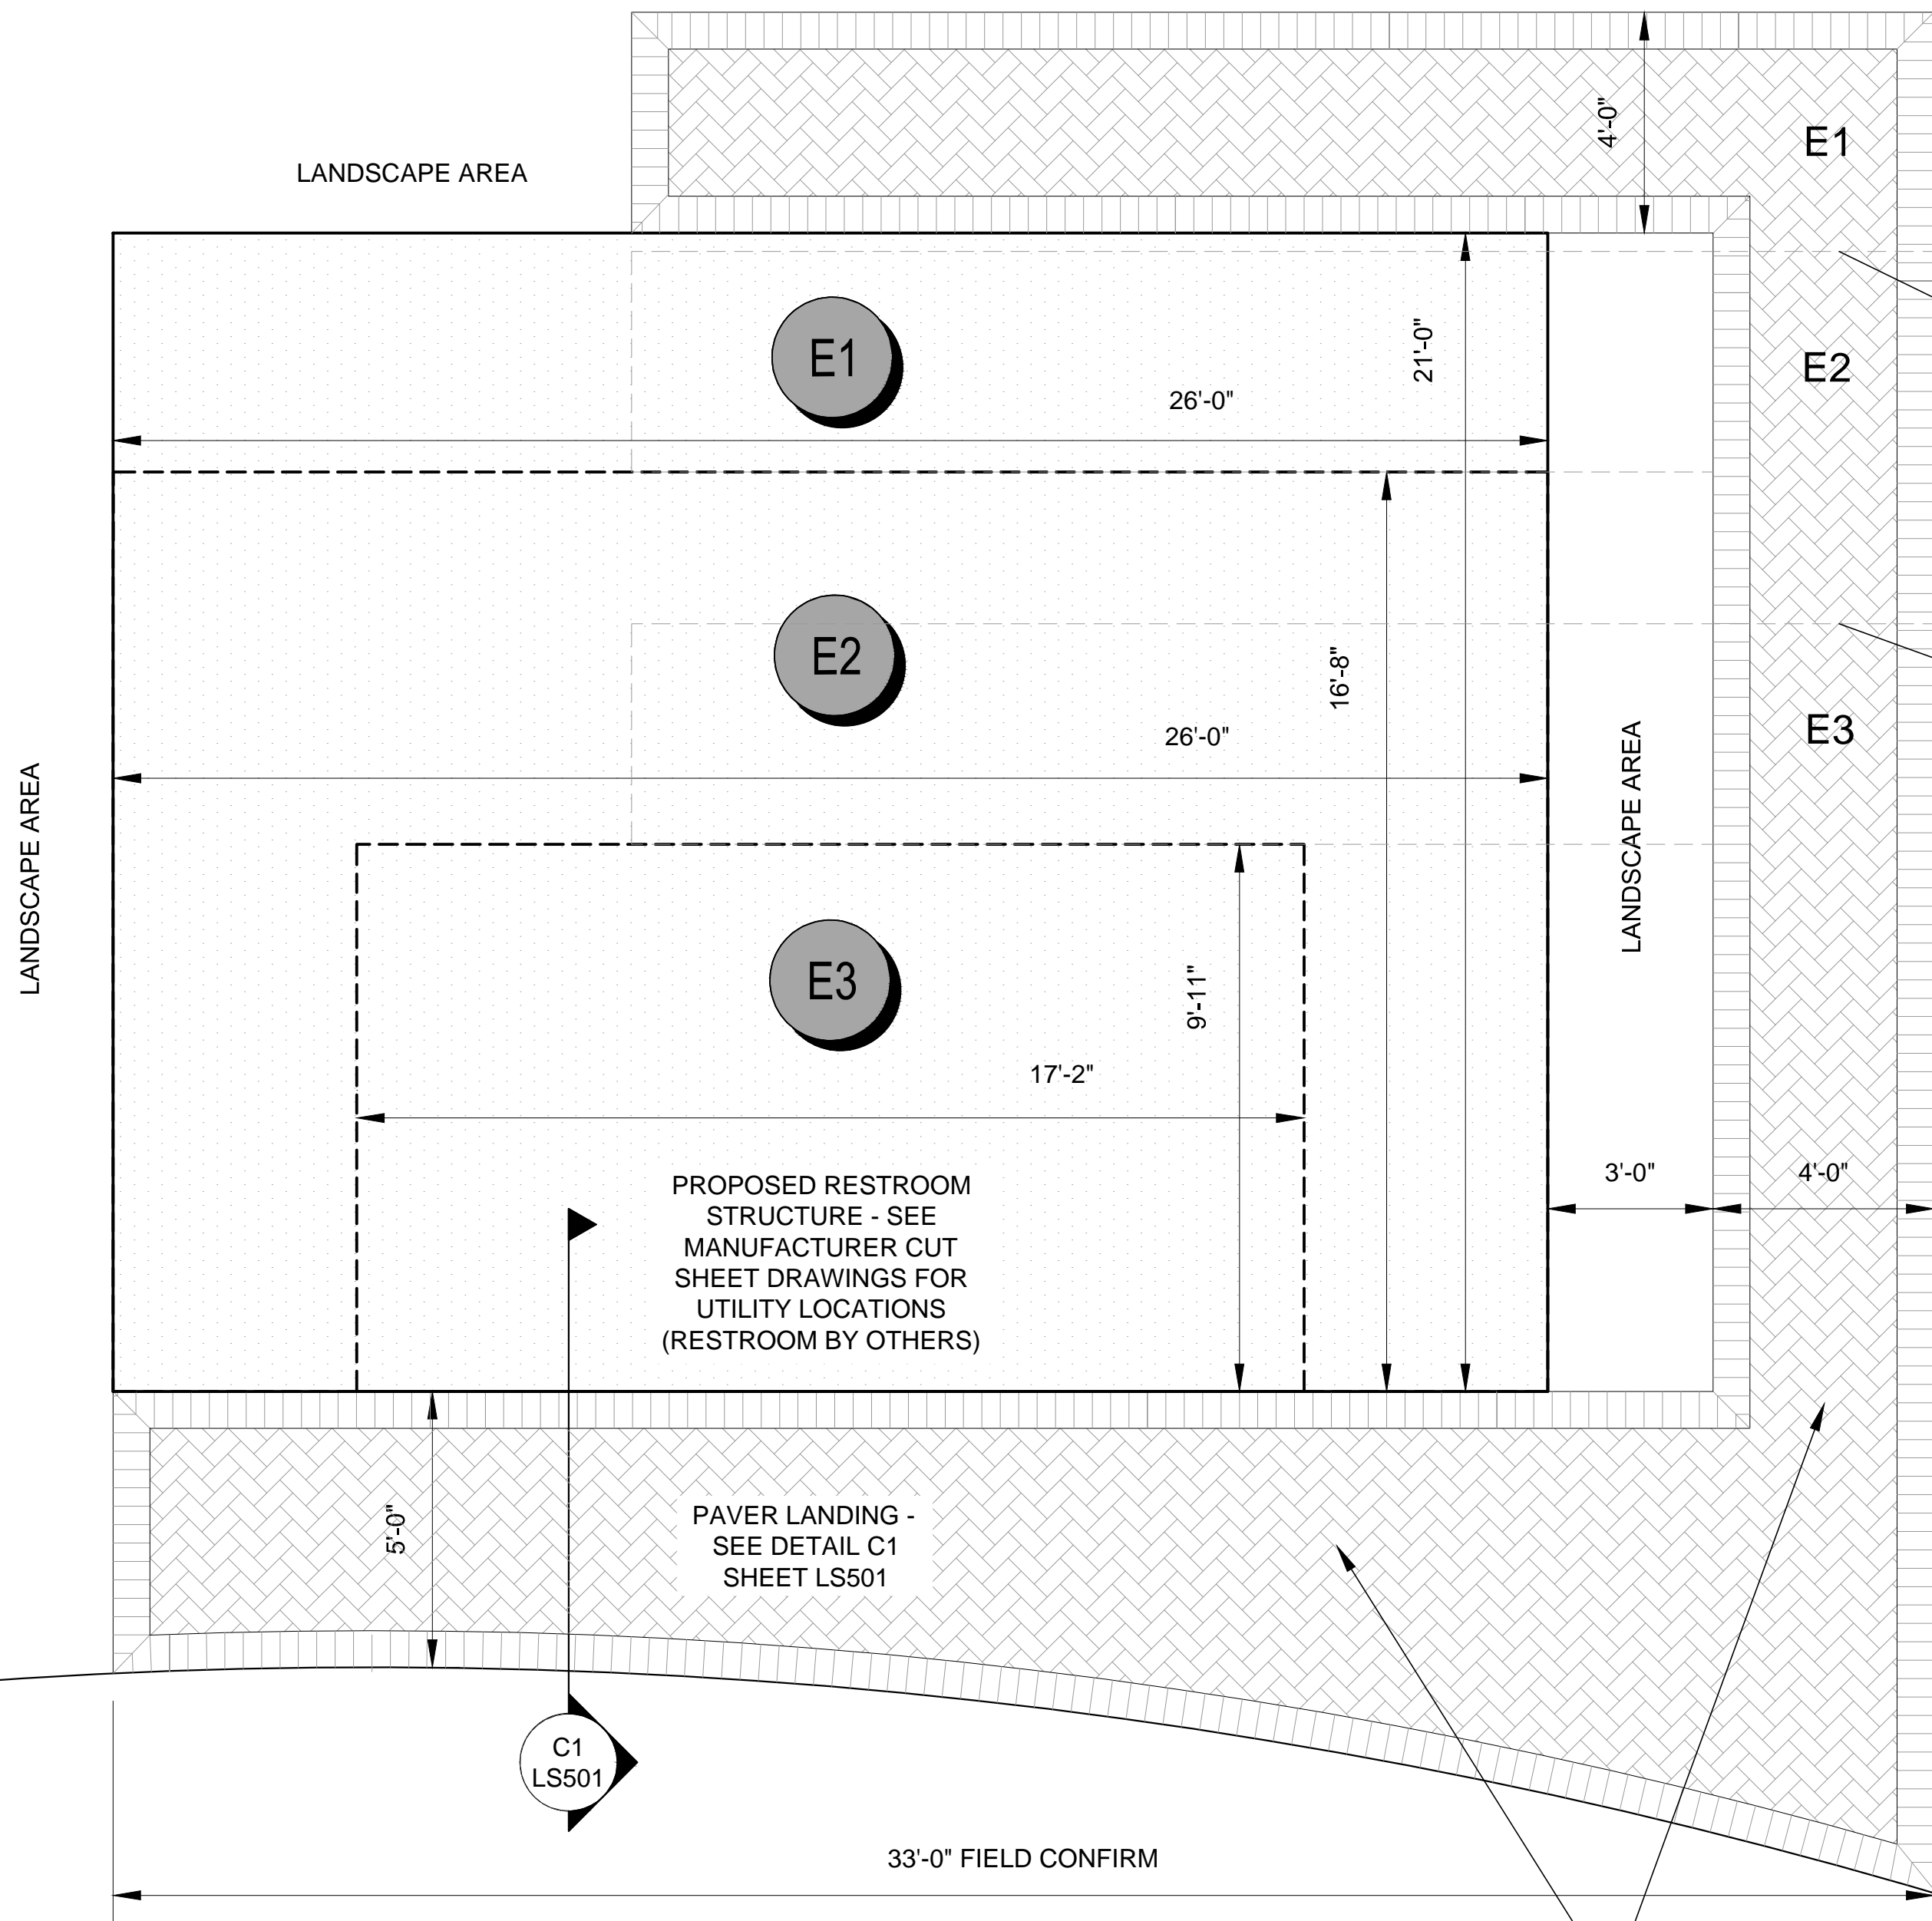 4'-0"
E1
LANDSCAPE AREA
E1
21'-0"
E2
26'-0"
E2
16'-8"
26'-0"
E3
LANDSCAPE AREA
LANDSCAPE AREA
E3
9'-11"
17'-2"
3'-0"
4'-0"
PROPOSED RESTROOM
STRUCTURE - SEE
MANUFACTURER CUT
SHEET DRAWINGS FOR
UTILITY LOCATIONS
(RESTROOM BY OTHERS)
5'-0"
PAVER LANDING -
SEE DETAIL C1
SHEET LS501
C1
LS501
33'-0" FIELD CONFIRM